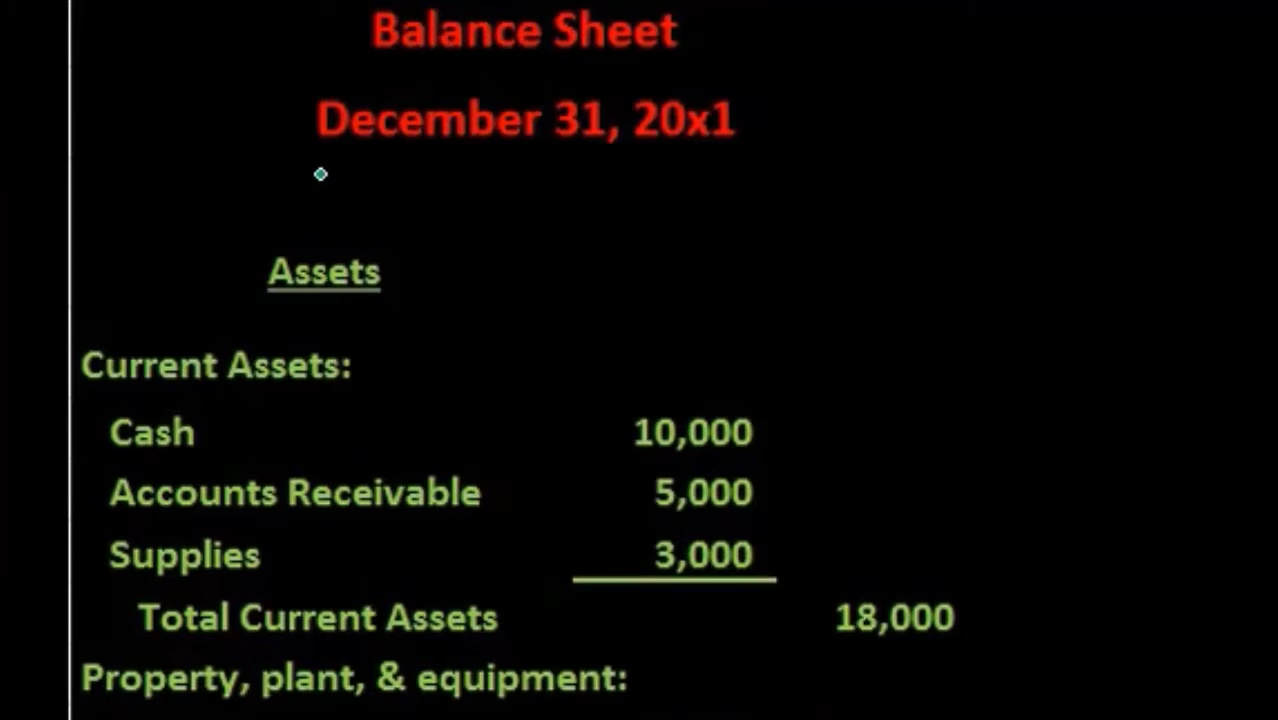 Balance Sheet
December 31, 20x1
Assets
Current Assets:
Cash 10,000
Accounts Receivable 5,000
Supplies 3,000
Total Current Assets 18,000
Property, plant, & equipment: